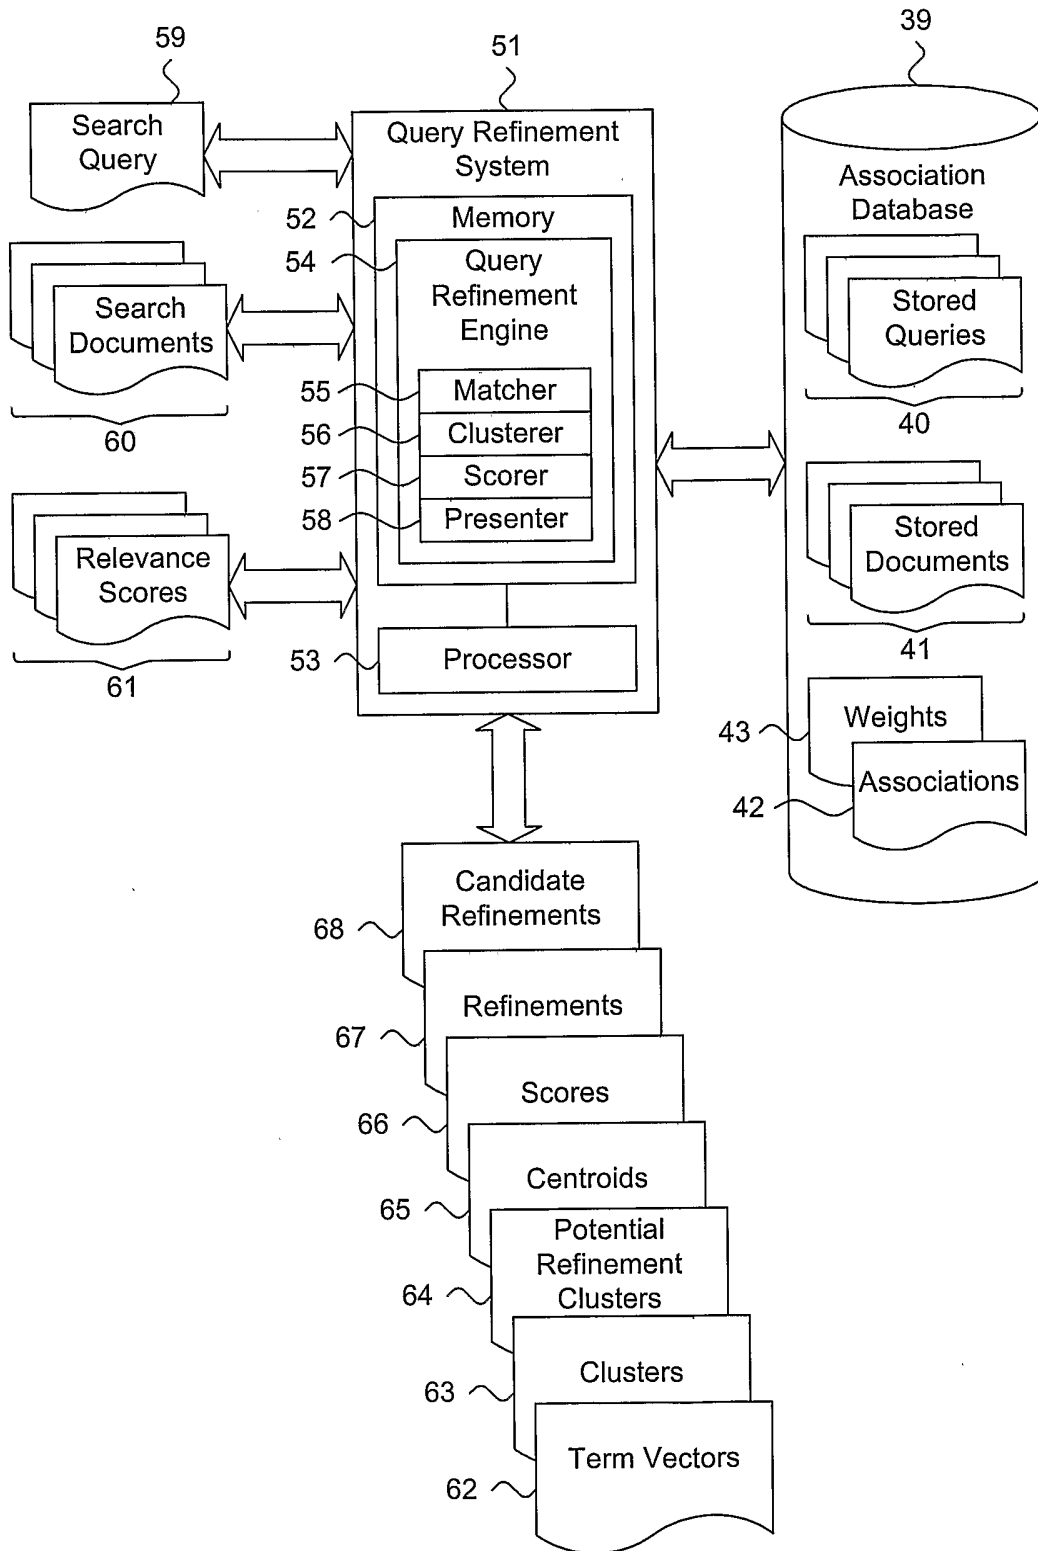 59
Search
Query
Search
Documents
60
Relevance
Scores
61
51
Query Refinement
System
52
Memory
54
Query
Refinement
Engine
55
Matcher
56
Clusterer
57
Scorer
58
Presenter
53
Processor
39
Association
Database
Stored
Queries
40
Stored
Documents
41
43
Weights
42
Associations
Candidate
Refinements
68
Refinements
67
Scores
66
Centroids
65
Potential
Refinement
Clusters
64
Clusters
63
Term Vectors
62